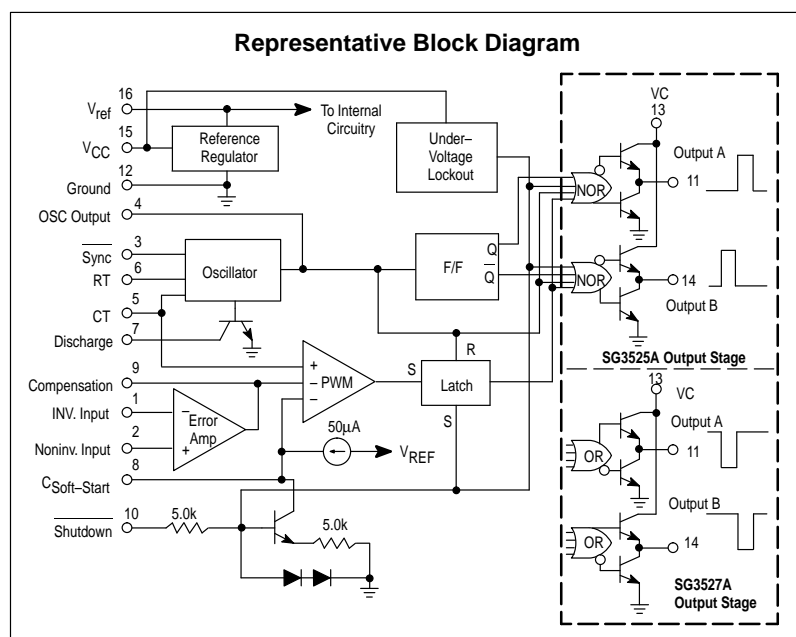 Representative Block Diagram
16
Vref
15
VCC
12
Ground
4
OSC Output
3
Sync
6
RT
5
CT
7
Discharge
9
Compensation
1
INV. Input
2
Noninv. Input
8
CSoft–Start
10
Shutdown
Reference
Regulator
To Internal
Circuitry
Under–
Voltage
Lockout
Oscillator
F/F
Q
Q
PWM
+
–
–
S
R
Latch
S
–
Error
Amp
+
50µA
VREF
5.0k
5.0k
VC
13
NOR
Output A
11
NOR
14
Output B
SG3525A Output Stage
13
VC
Output A
OR
11
Output B
OR
14
SG3527A
Output Stage